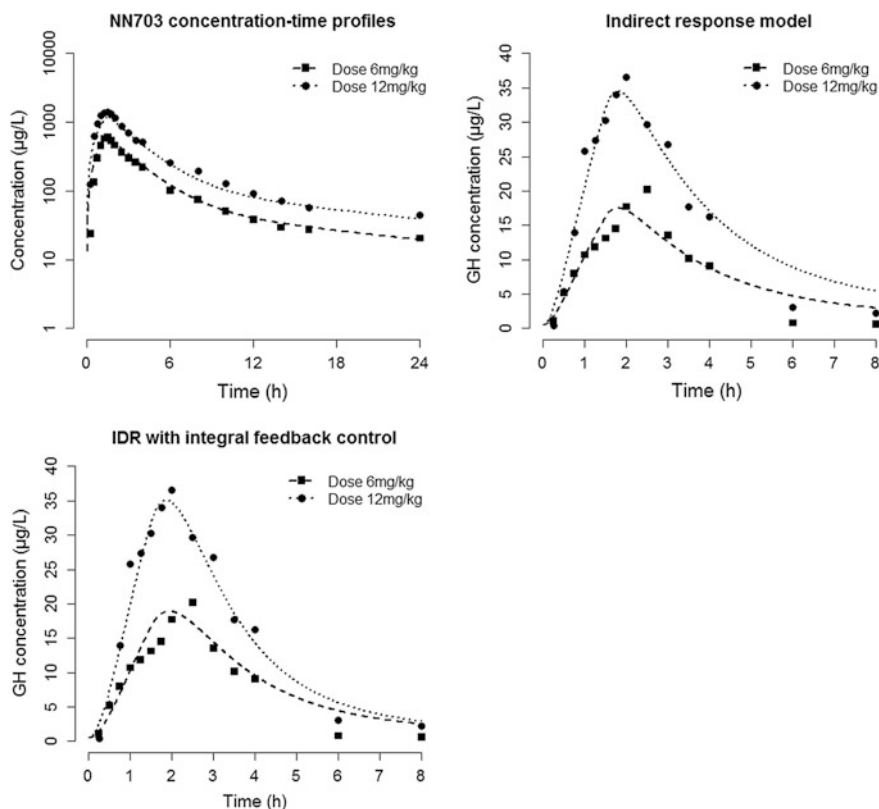 NN703 concentration-time profiles
Concentration (µg/L)
10000
1000
100
10
1
Dose 6mg/kg
Dose 12mg/kg
0 6 12 18 24
Time (h)
Indirect response model
GH concentration (µg/L)
40
35
30
25
20
15
10
5
0
Dose 6mg/kg
Dose 12mg/kg
0 1 2 3 4 5 6 7 8
Time (h)
IDR with integral feedback control
GH concentration (µg/L)
40
35
30
25
20
15
10
5
0
Dose 6mg/kg
Dose 12mg/kg
0 1 2 3 4 5 6 7 8
Time (h)